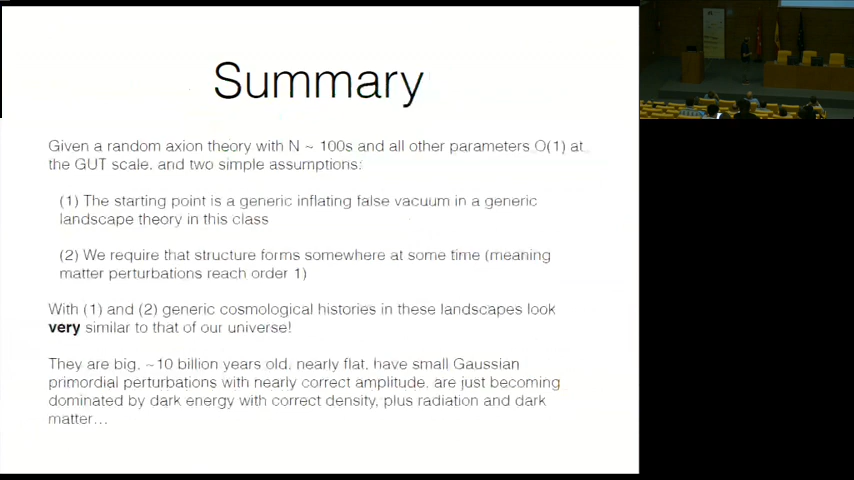 Summary
Given a random axion theory with N ~ 100s and all other parameters O(1) at
the GUT scale, and two simple assumptions:
(1) The starting point is a generic inflating false vacuum in a generic
landscape theory in this class
(2) We require that structure forms somewhere at some time (meaning
matter perturbations reach order 1)
With (1) and (2) generic cosmological histories in these landscapes look
very similar to that of our universe!
They are big, ~10 billion years old, nearly flat, have small Gaussian
primordial perturbations with nearly correct amplitude, are just becoming
dominated by dark energy with correct density, plus radiation and dark
matter...